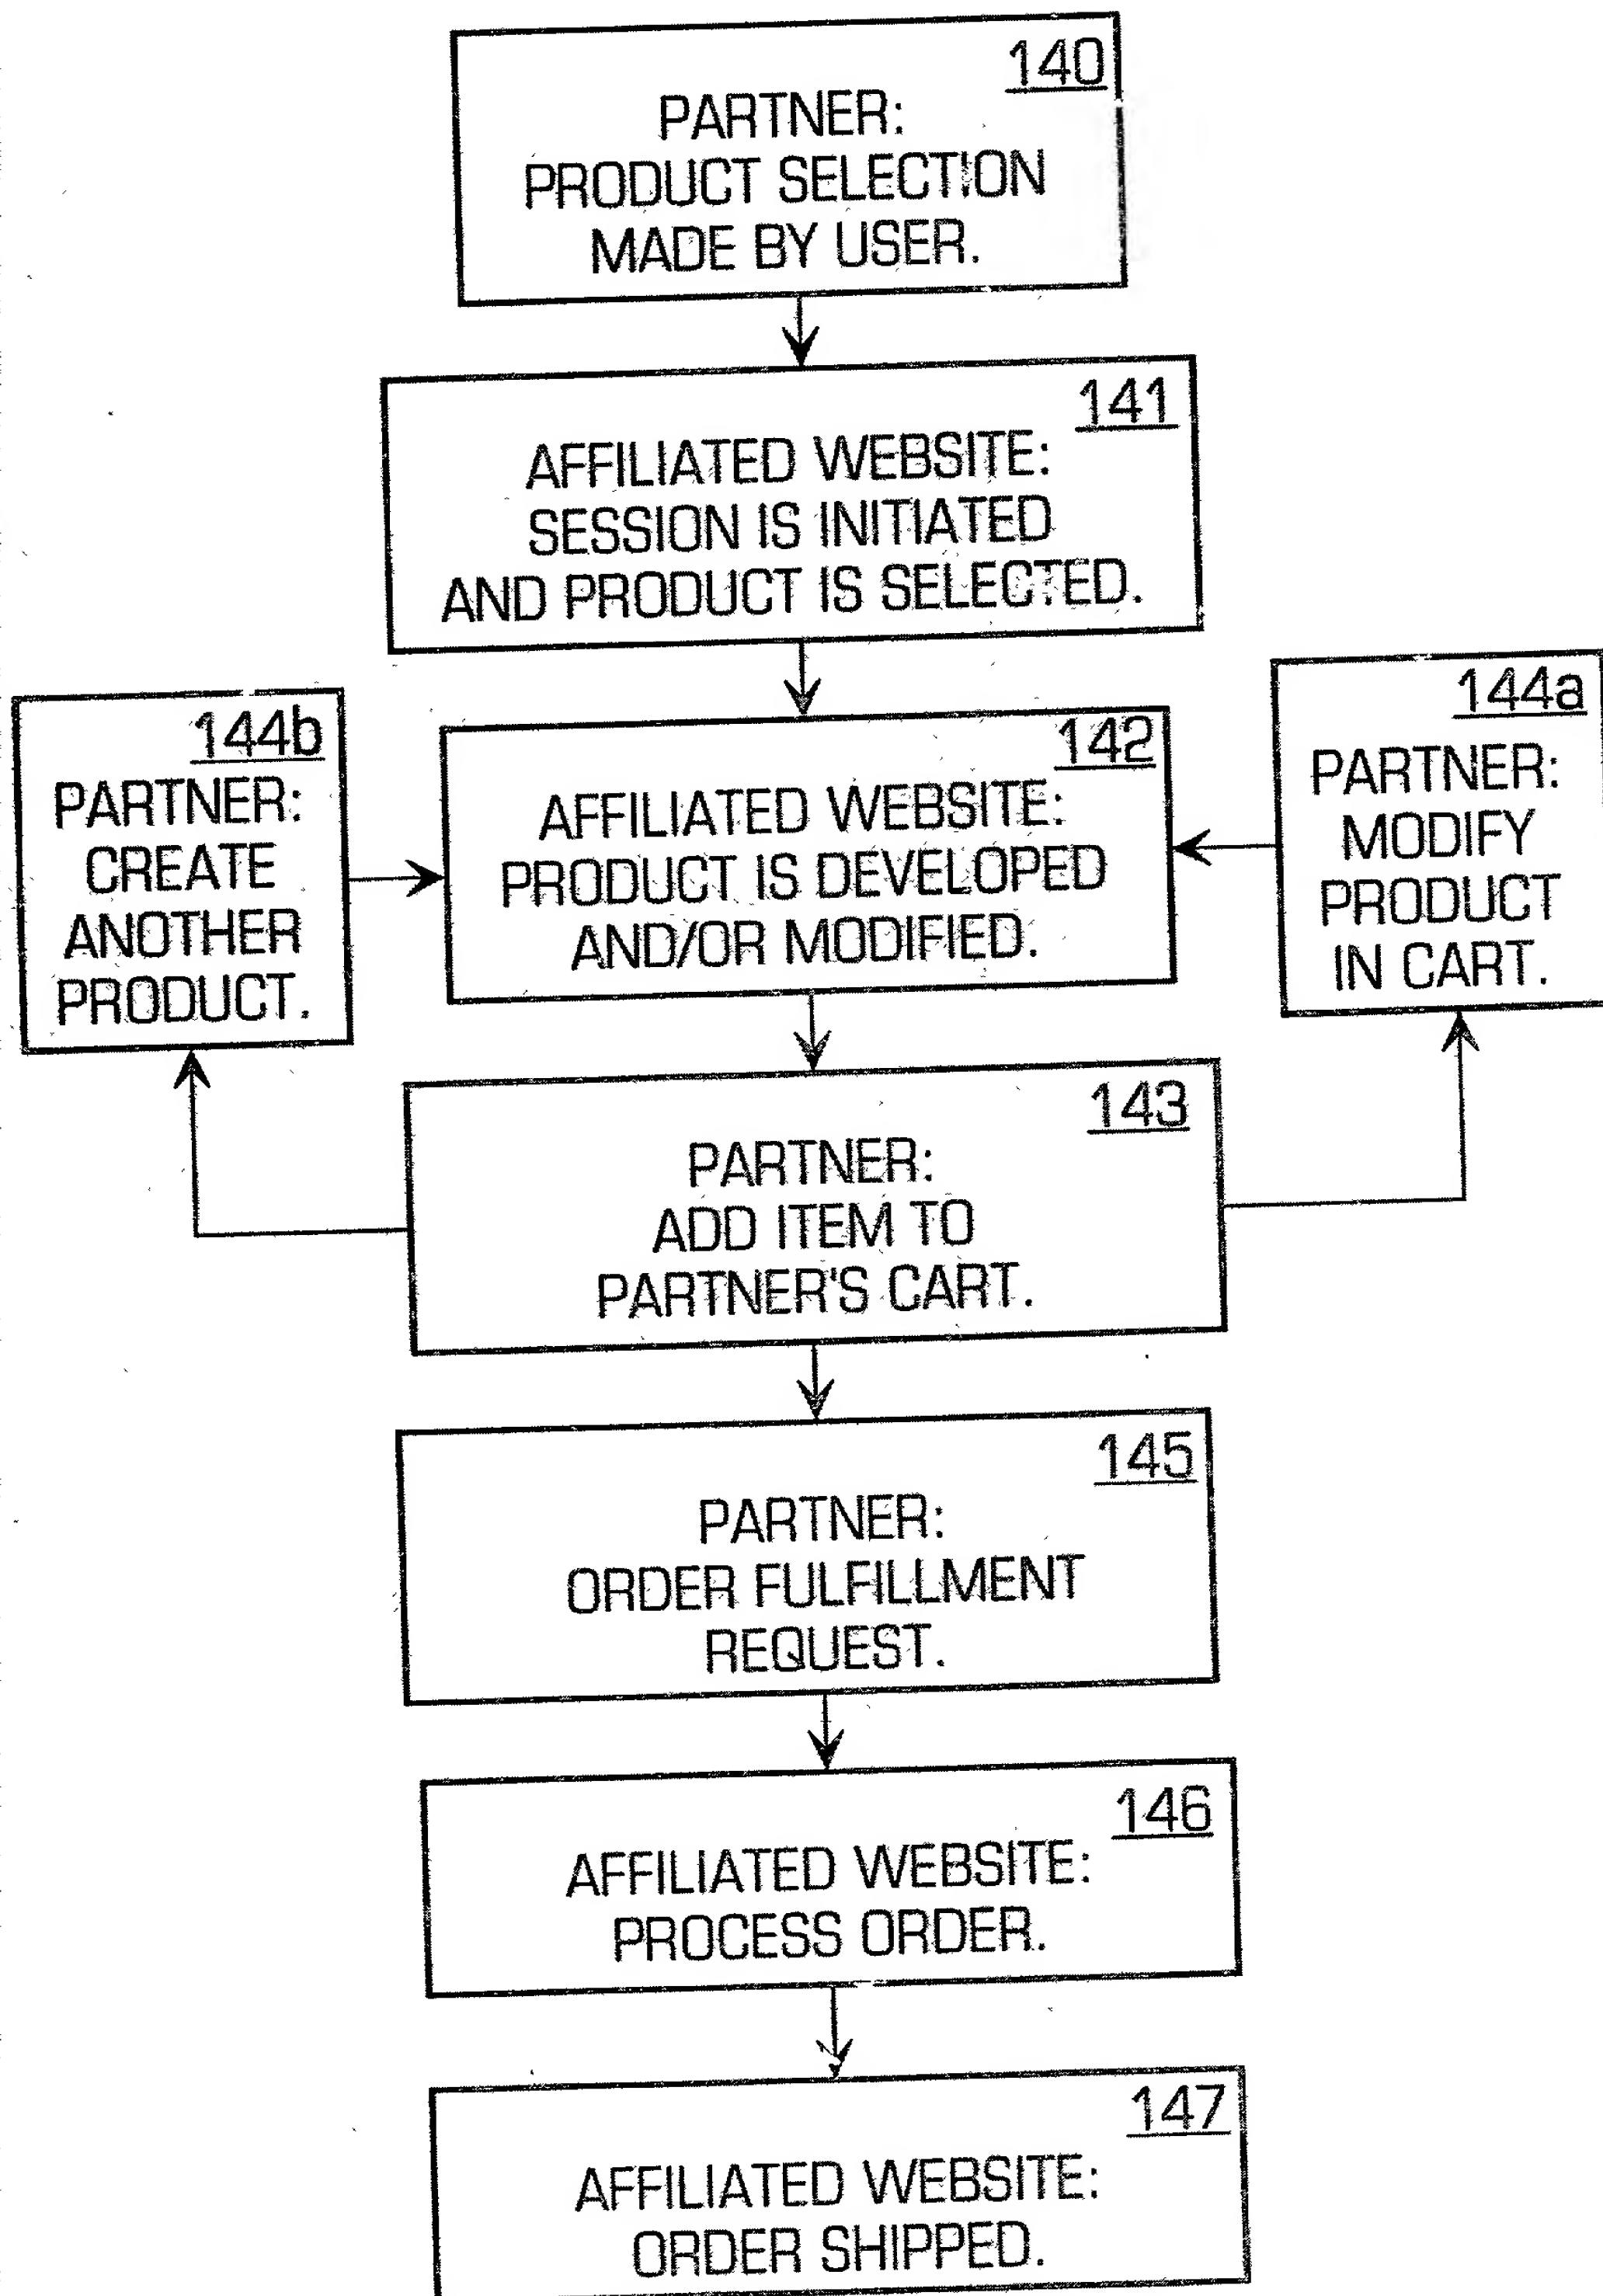 140
PARTNER:
PRODUCT SELECTION
MADE BY USER.
141
AFFILIATED WEBSITE:
SESSION IS INITIATED
AND PRODUCT IS SELECTED.
144b
PARTNER:
CREATE
ANOTHER
PRODUCT.
142
AFFILIATED WEBSITE:
PRODUCT IS DEVELOPED
AND/OR MODIFIED.
144a
PARTNER:
MODIFY
PRODUCT
IN CART.
143
PARTNER:
ADD ITEM TO
PARTNER'S CART.
145
PARTNER:
ORDER FULFILLMENT
REQUEST.
146
AFFILIATED WEBSITE:
PROCESS ORDER.
147
AFFILIATED WEBSITE:
ORDER SHIPPED.